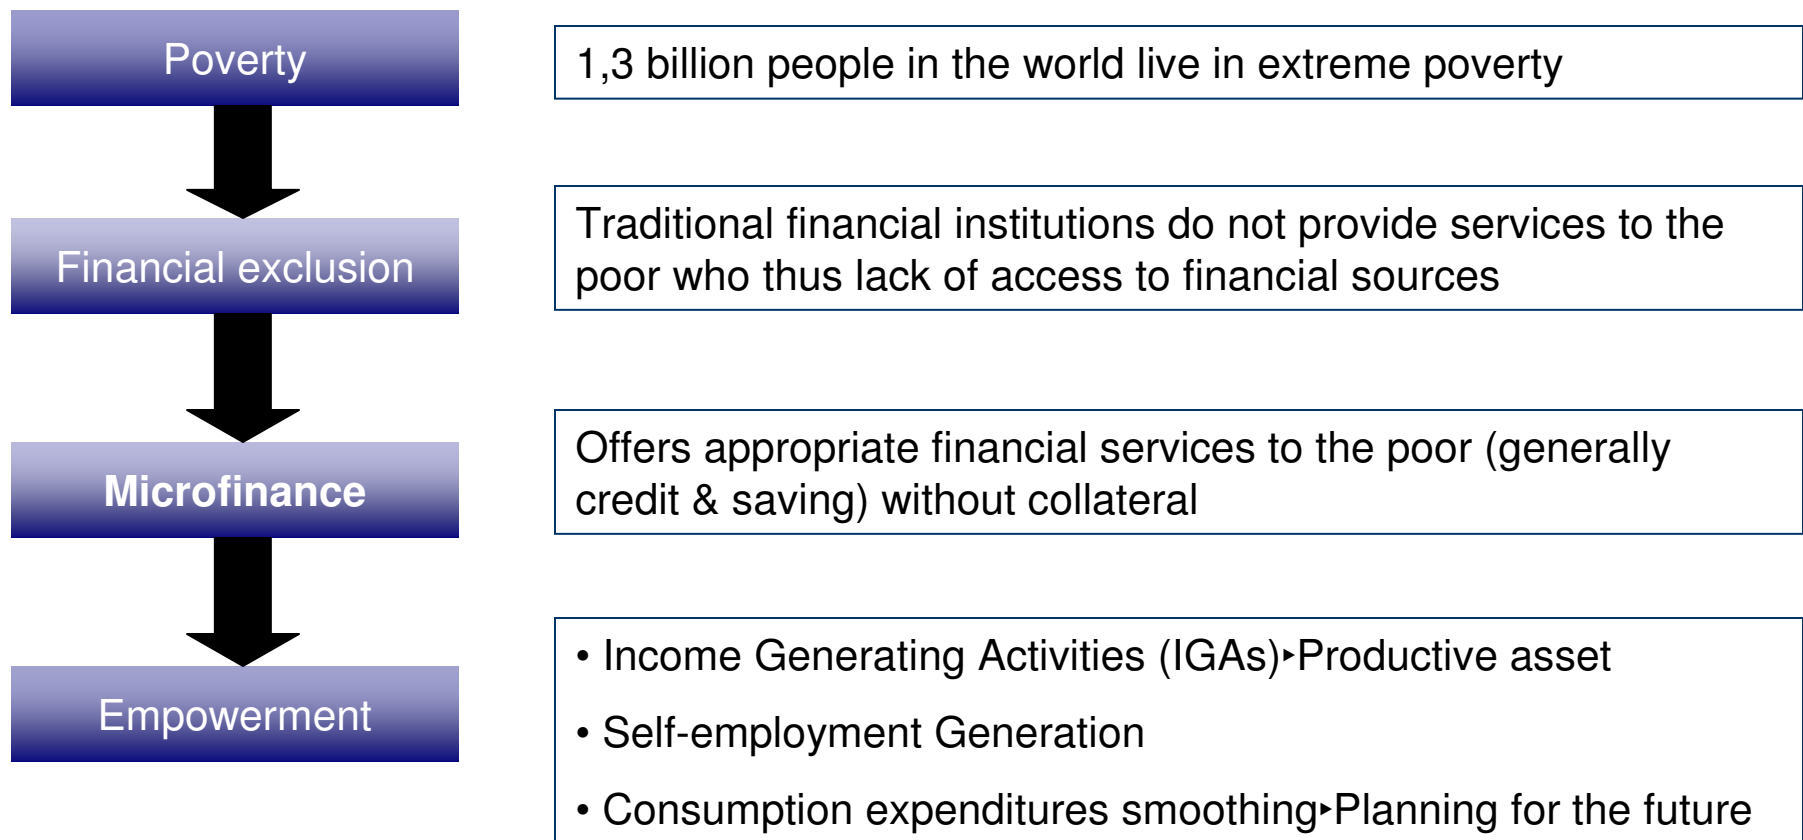 Poverty
1,3 billion people in the world live in extreme poverty
Financial exclusion
Traditional financial institutions do not provide services to the
poor who thus lack of access to financial sources
Microfinance
Offers appropriate financial services to the poor (generally
credit & saving) without collateral
Empowerment
• Income Generating Activities (IGAs)‣Productive asset
• Self-employment Generation
• Consumption expenditures smoothing‣Planning for the future